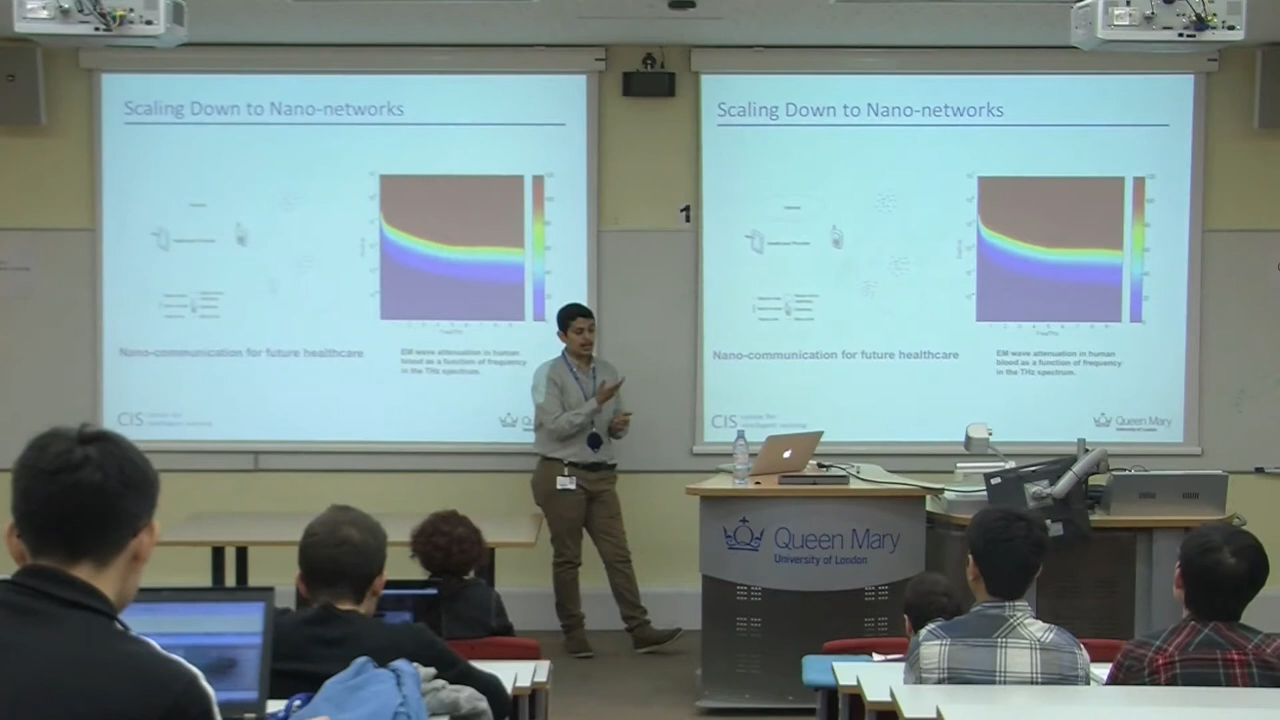 Scaling Down to Nano-networks
Nano-communication for future healthcare
EM wave attenuation in human
blood as a function of frequency
in the THz spectrum.
CIS
Scaling Down to Nano-networks
1
Nano-communication for future healthcare
EM wave attenuation in human
blood as a function of frequency
in the THz spectrum.
CIS
Queen Mary
University of London
Queen Mary
University of London